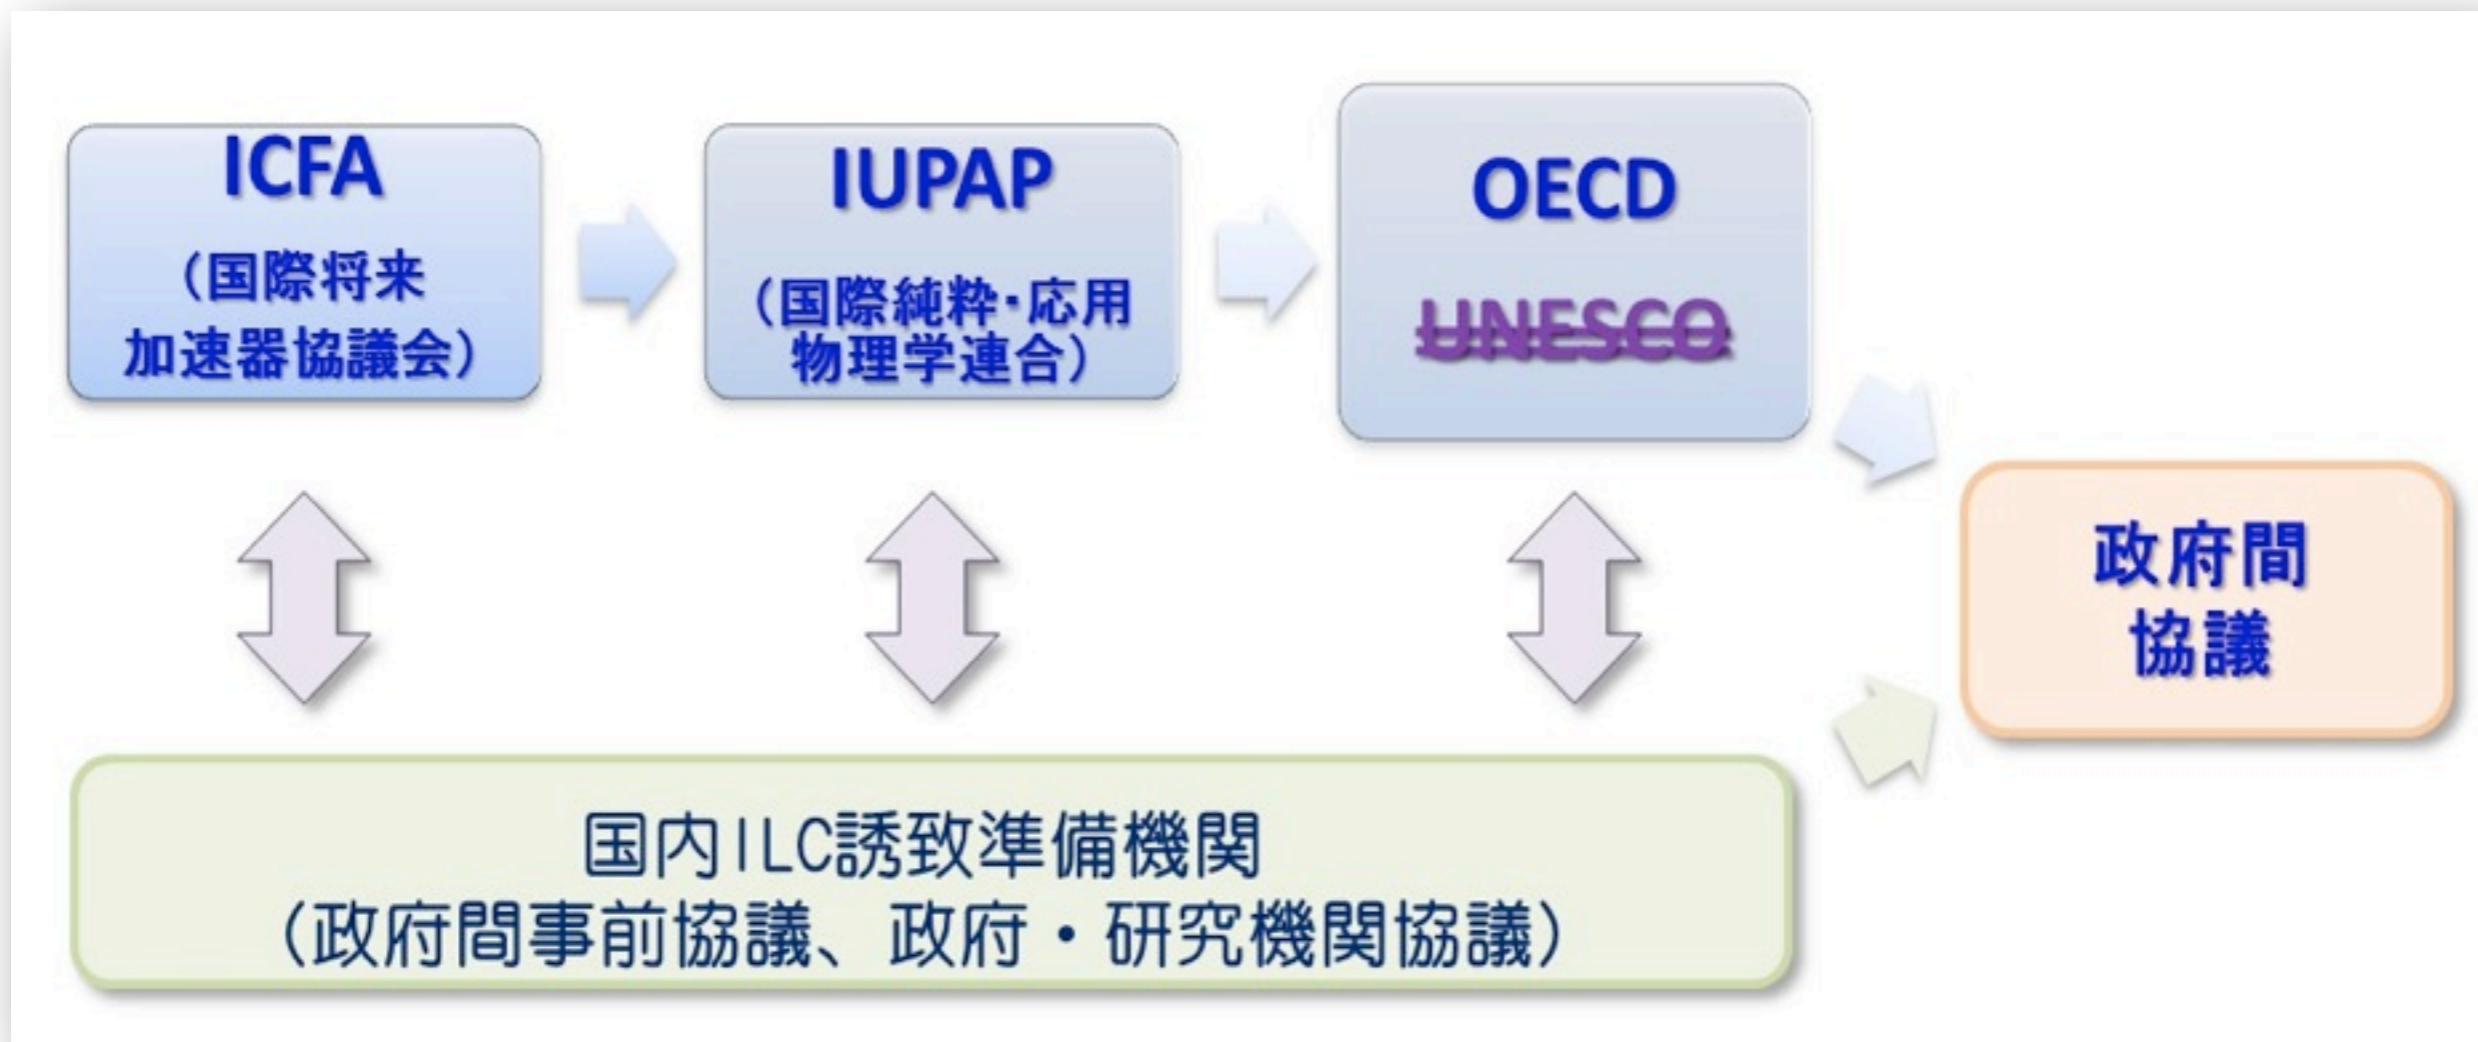 ICFA
（国際将来
加速器協議会）
IUPAP
（国際純粋・応用
物理学連合）
OECD
UNESCO
政府間
協議
国内ILC誘致準備機関
（政府間事前協議、政府・研究機関協議）